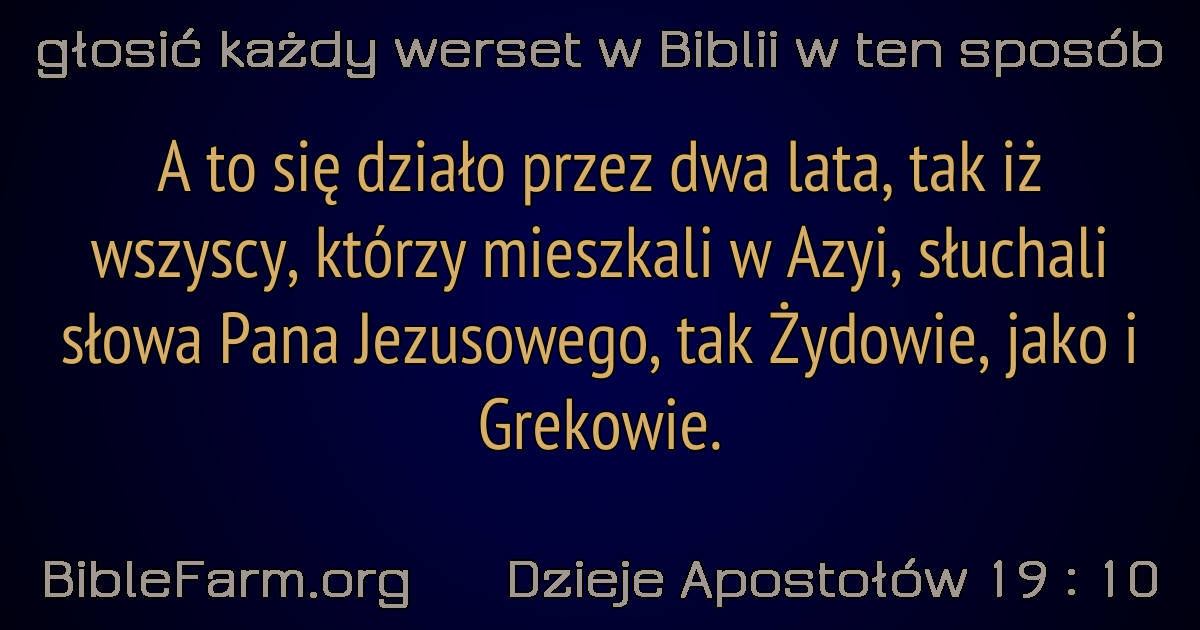 głosić każdy werset w Biblii w ten sposób
A to się działo przez dwa lata, tak iż
wszyscy, którzy mieszkali w Azyi, słuchali
słowa Pana Jezusowego, tak Żydowie, jako i
Grekowie.
BibleFarm.org Dzieje Apostołów 19 : 10